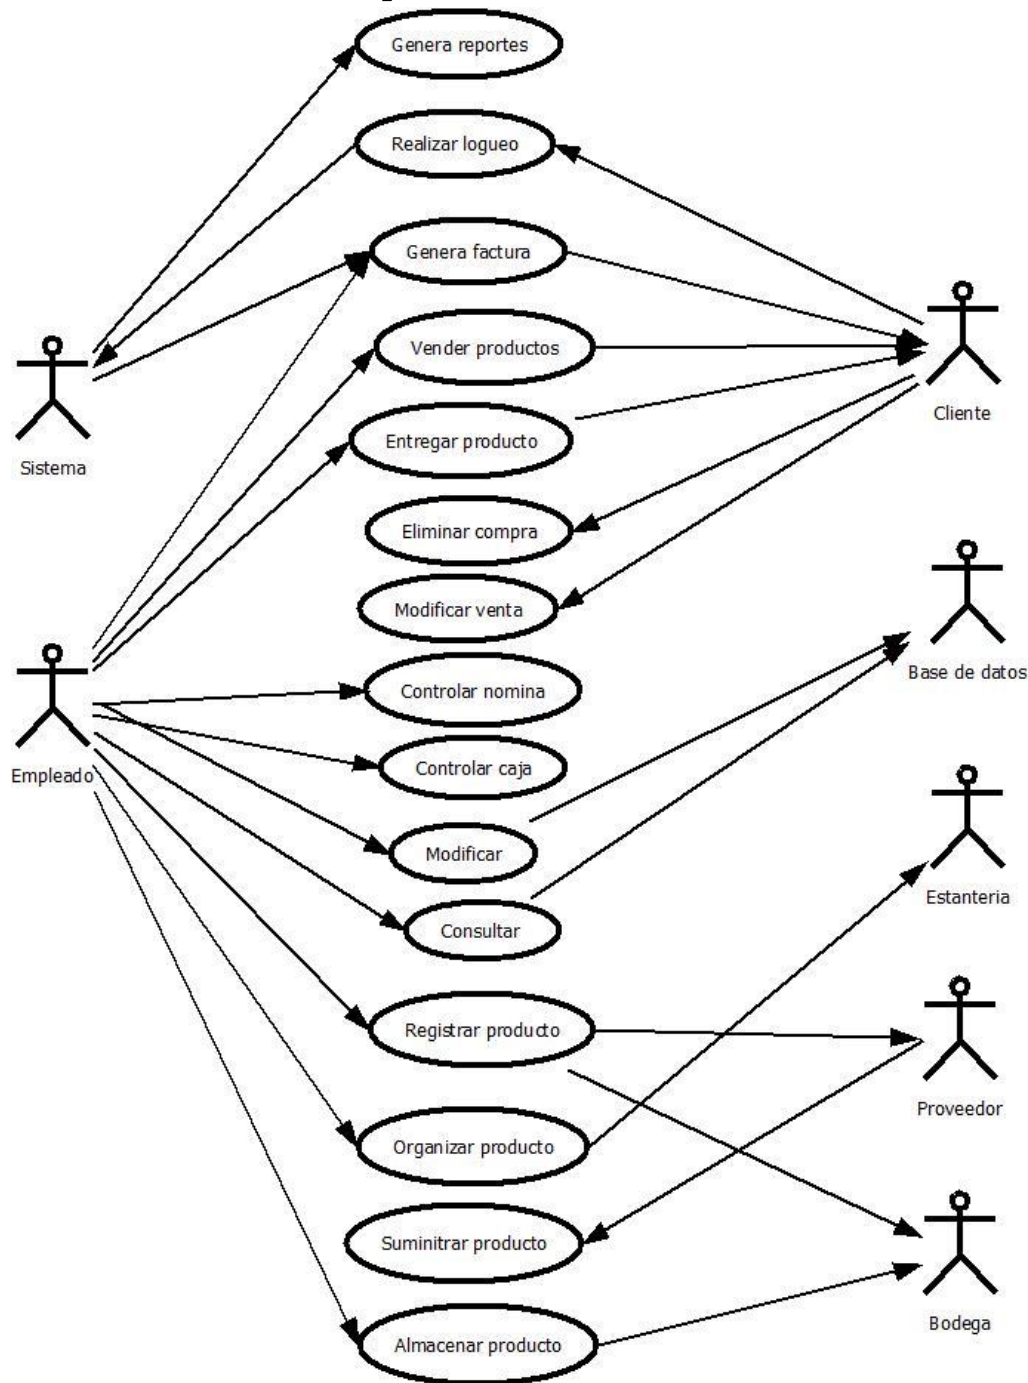 Genera reportes
Realizar logueo
Genera factura
Vender productos
Entregar producto
Eliminar compra
Modificar venta
Controlar nomina
Controlar caja
Modificar
Consultar
Registrar producto
Organizar producto
Suminitrar producto
Almacenar producto
Sistema
Empleado
Cliente
Base de datos
Estanteria
Proveedor
Bodega